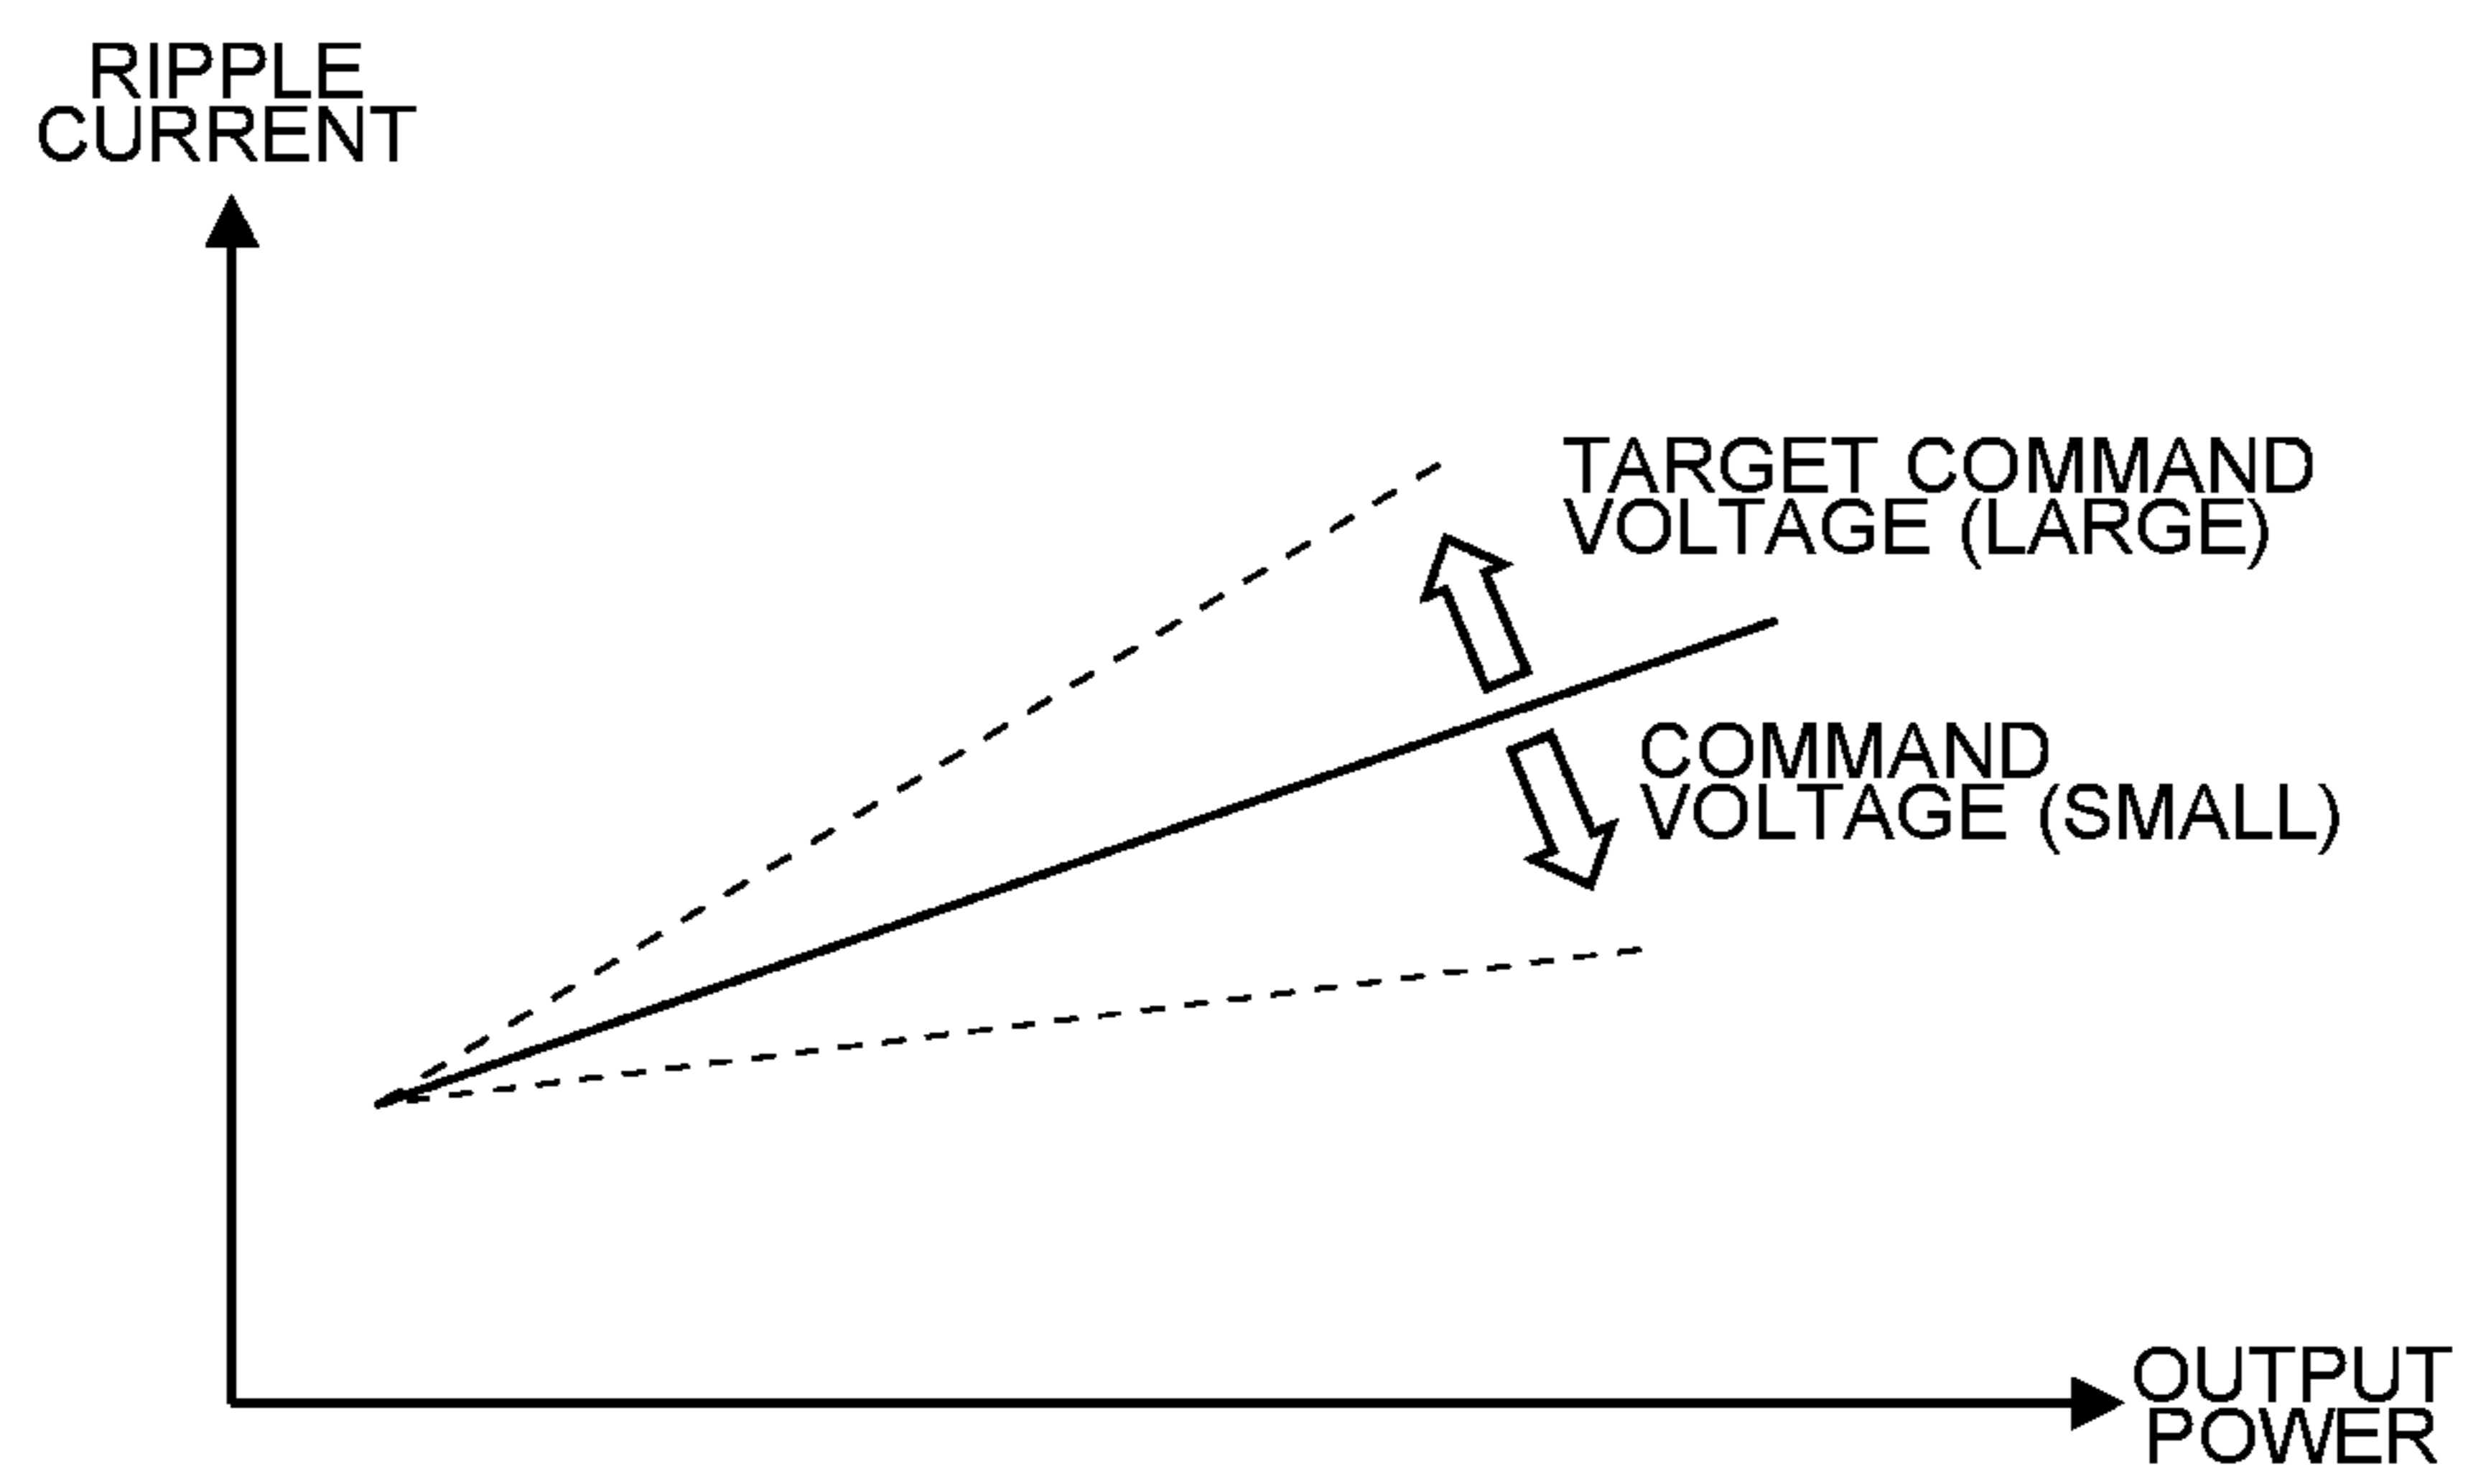 RIPPLE
CURRENT
TARGET COMMAND
VOLTAGE (LARGE)
COMMAND
VOLTAGE (SMALL)
OUTPUT
POWER